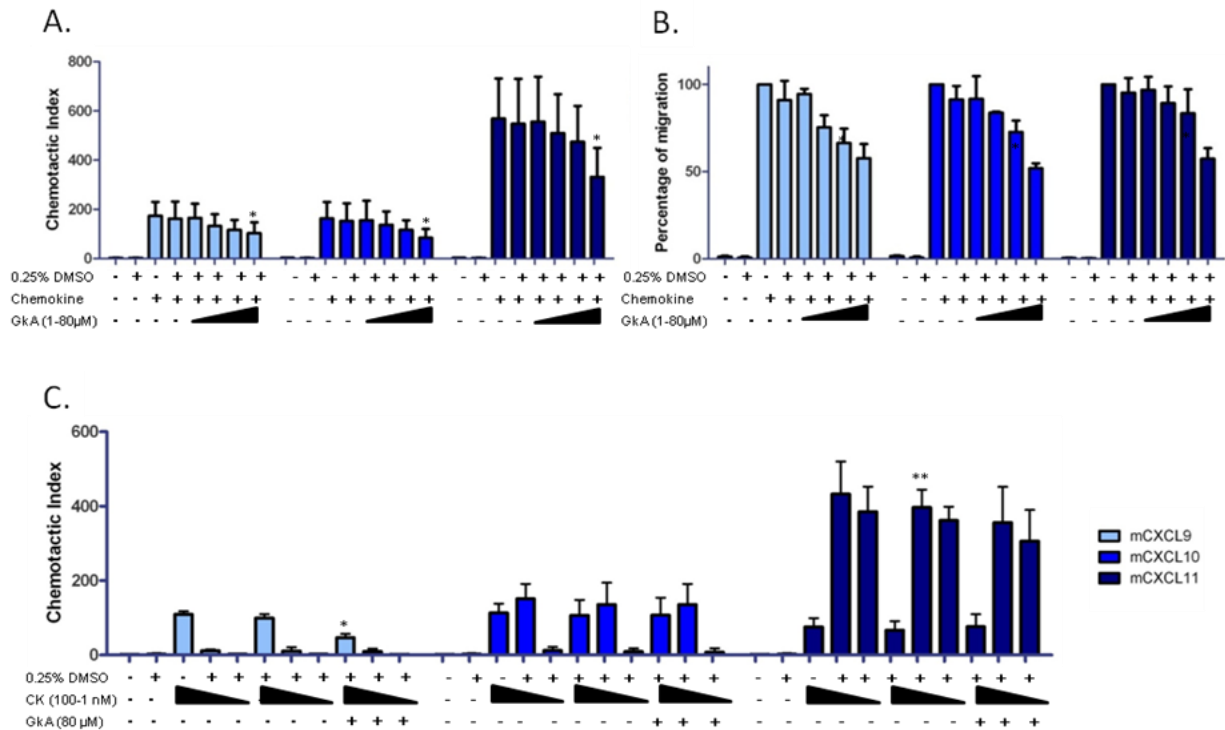 A.
800
600
400
200
0
Chemotactic Index
* * *
0.25% DMSO - + - + + + + + - + - + + + + + - + - + + + + +
Chemokine - - + + + + + + - - + + + + + + - - + + + + + +
GkA (1-80µM) - - - - - - - - - - - -
B.
100
50
0
Percentage of migration
0.25% DMSO - + - + + + + + - + - + + + + + - + - + + + + +
Chemokine - - + + + + + + - - + + + + + + - - + + + + + +
GkA (1-80µM) - - - - - - - - - - - -
C.
600
400
200
0
Chemotactic Index
* **
mCXCL9
mCXCL10
mCXCL11
0.25% DMSO
CK (100-1 nM)
GkA (80 µM) - - - - - - - - + + + - - - - - - - - + + + - - - - - - - - + + +